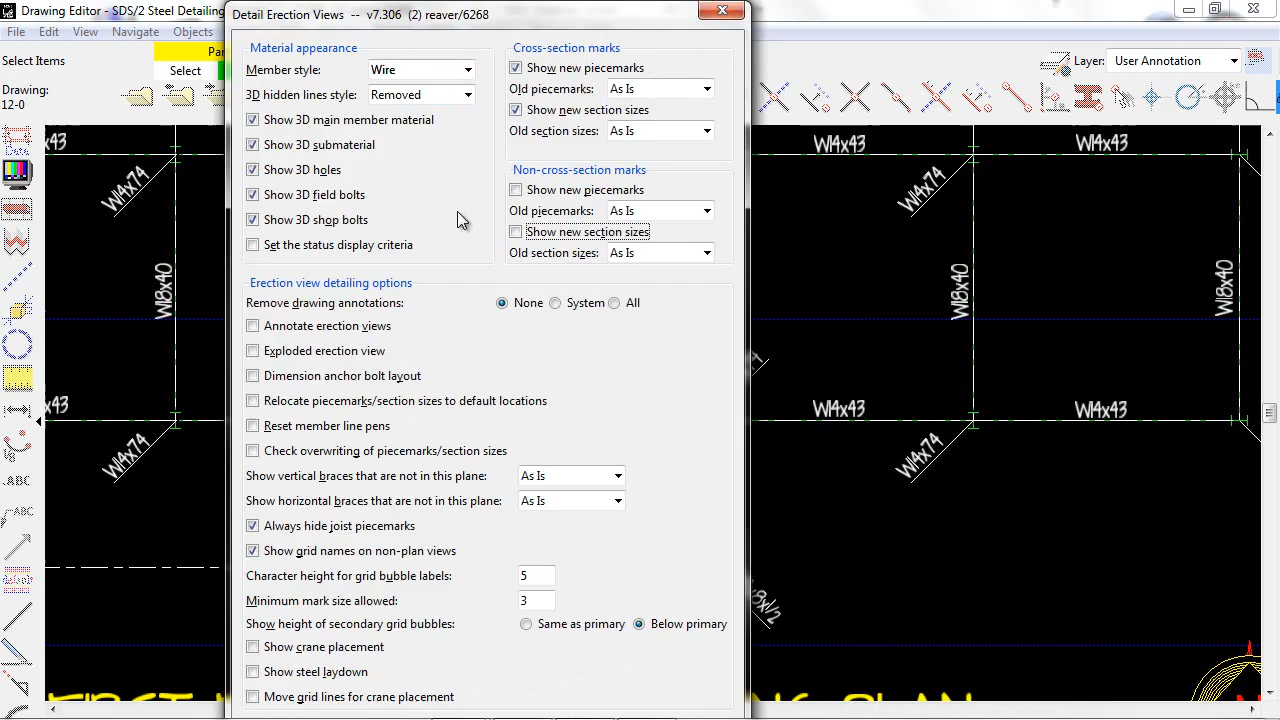 Drawing Editor - SDS/2 Steel Detailing
Detail Erection Views -- v7.306 (2) reaver/6268
File Edit View Navigate Objects
Select Items
Select
Drawing:
12-0
Layer: User Annotation
Material appearance
Member style: Wire
3D hidden lines style: Removed
Show 3D main member material
Show 3D submaterial
Show 3D holes
Show 3D field bolts
Show 3D shop bolts
Set the status display criteria
Cross-section marks
Show new piecemarks
Old piecemarks: As Is
Show new section sizes
Old section sizes: As Is
Non-cross-section marks
Show new piecemarks
Old piecemarks: As Is
Show new section sizes
Old section sizes: As Is
Erection view detailing options
Remove drawing annotations: None System All
Annotate erection views
Exploded erection view
Dimension anchor bolt layout
Relocate piecemarks/section sizes to default locations
Reset member line pens
Check overwriting of piecemarks/section sizes
Show vertical braces that are not in this plane: As Is
Show horizontal braces that are not in this plane: As Is
Always hide joist piecemarks
Show grid names on non-plan views
Character height for grid bubble labels: 5
Minimum mark size allowed: 3
Show height of secondary grid bubbles: Same as primary Below primary
Show crane placement
Show steel laydown
Move grid lines for crane placement
x43
W14x74
W18x40
x43
W14x74
W14x43
W14x43
W14x74
W18x40
W18x40
W14x43
W14x43
W14x74
FIRST
PLAN